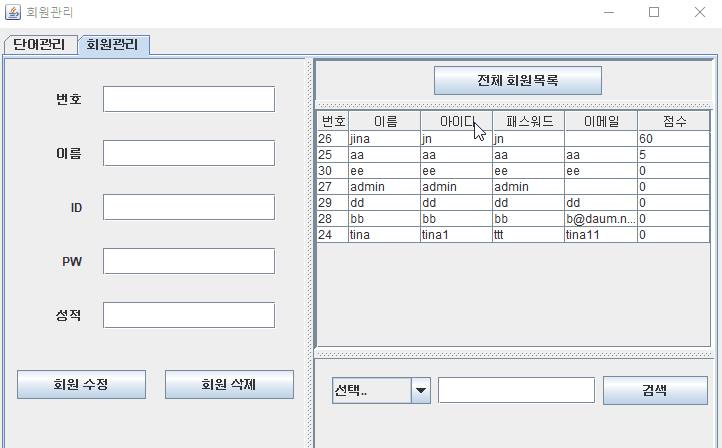 회원관리
단어관리 회원관리
번호
이름
ID
PW
성적
회원 수정 회원 삭제
전체 회원목록
번호 이름 아이디 패스워드 이메일 점수
26 jina jn jn 60
25 aa aa aa aa 5
30 ee ee ee ee 0
27 admin admin admin 0
29 dd dd dd dd 0
28 bb bb bb b@daum.n... 0
24 tina tina1 ttt tina11 0
선택.. 검색